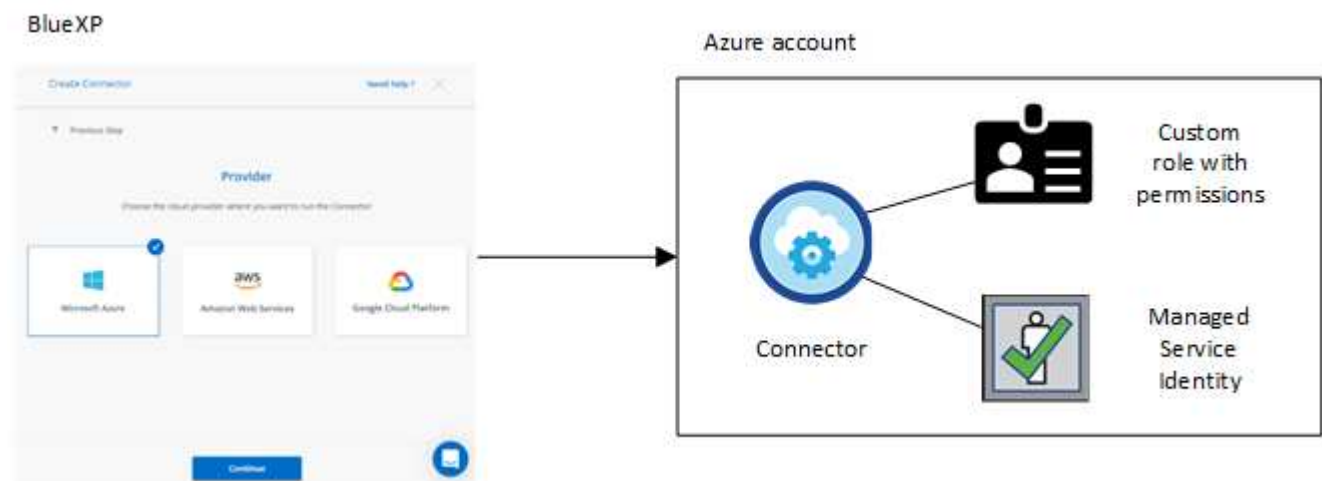 BlueXP
Create Connector
Need help?
Previous Step
Provider
Choose the cloud provider where you want to run the Connector
Microsoft Azure
aws
Amazon Web Services
Google Cloud Platform
Continue
Azure account
Custom
role with
permissions
Connector
Managed
Service
Identity